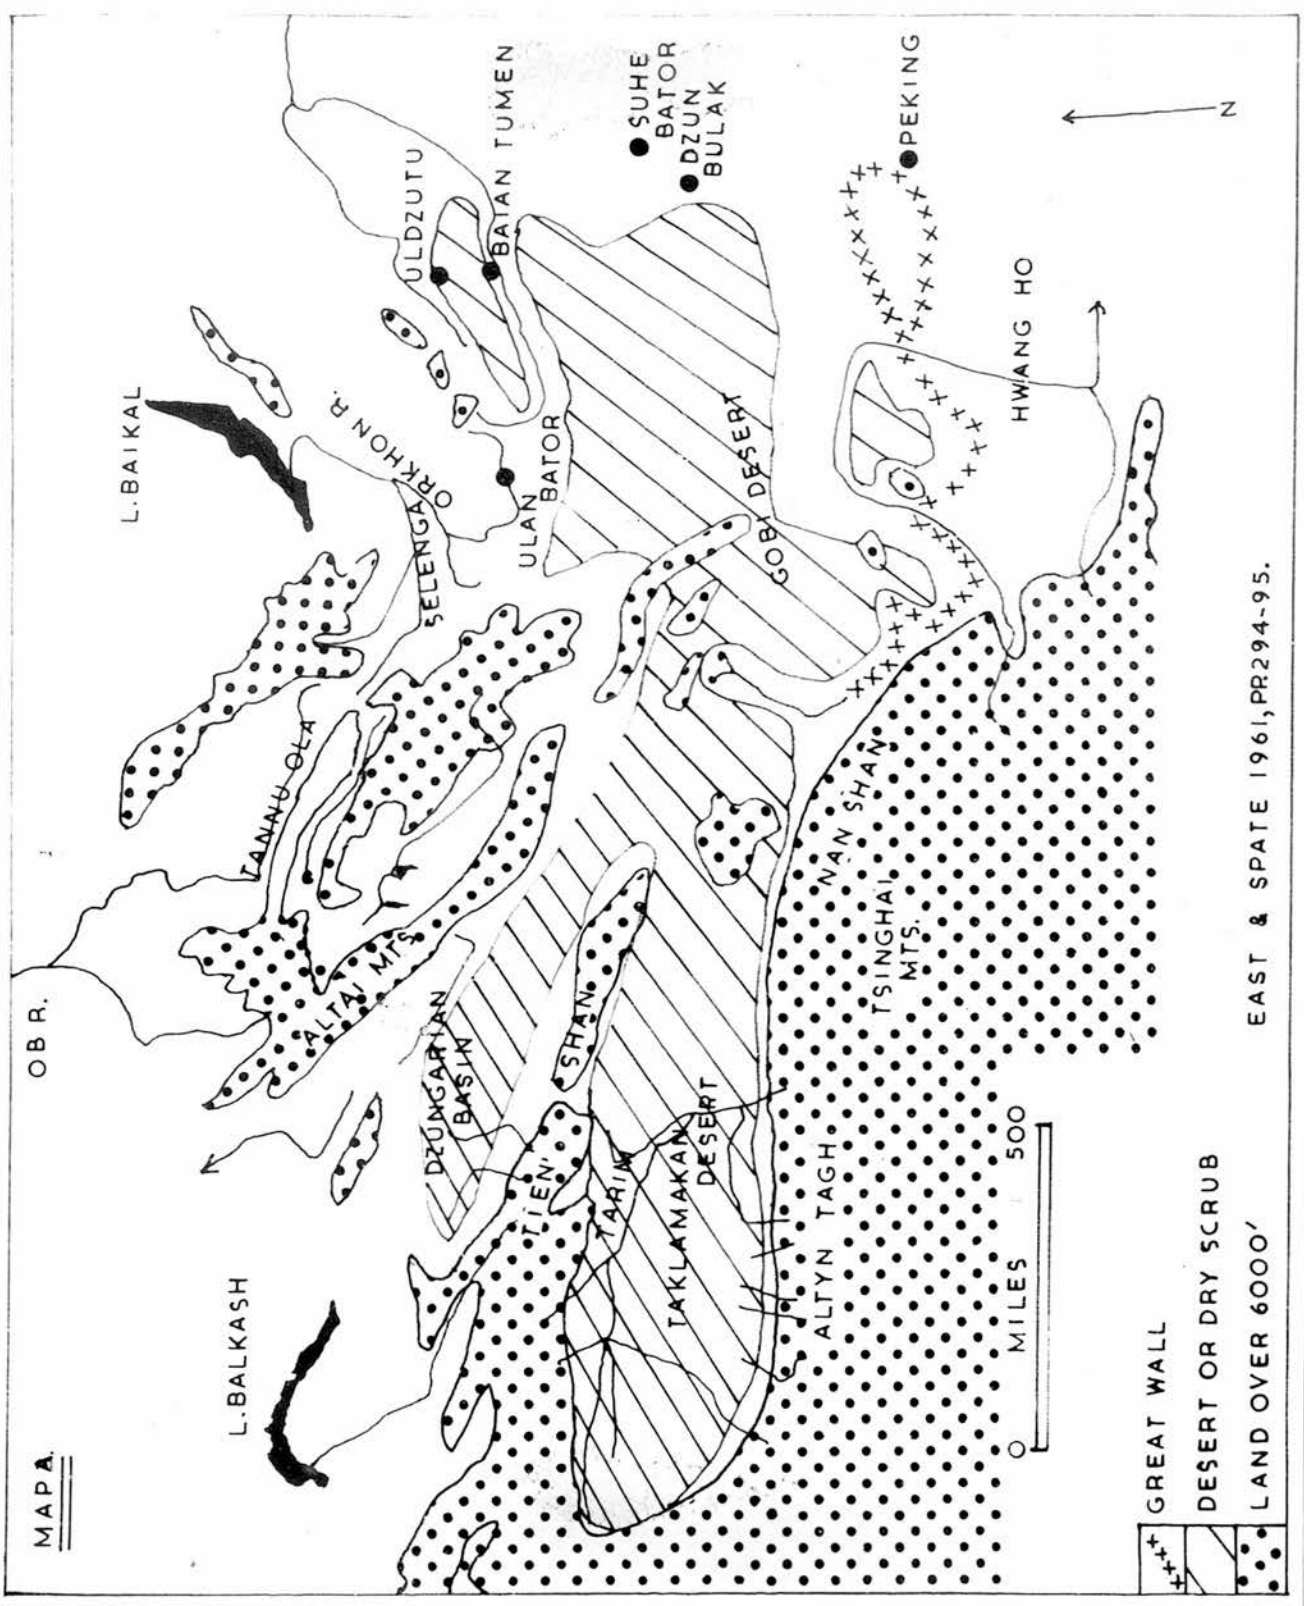 MAP A.
OB R.
L. BALKASH
L. BAIKAL
TANNU OLA
ALTAI MTS.
SELENGA
ORKHON R.
ULDZUTU
BAIAN TUMEN
ULAN
BATOR
SUHE
BATOR
DZUN
BULAK
DZUNGARIAN
BASIN
TIEN'
SHAN
TARIM
TAKLAMAKAN
DESERT
GOBI DESERT
PEKING
HWANG HO
NAN SHAN
TSINGHAI
MTS.
ALTYN TAGH
N
MILES
0 500
GREAT WALL
DESERT OR DRY SCRUB
LAND OVER 6000'
EAST & SPATE 1961, PP.294-95.